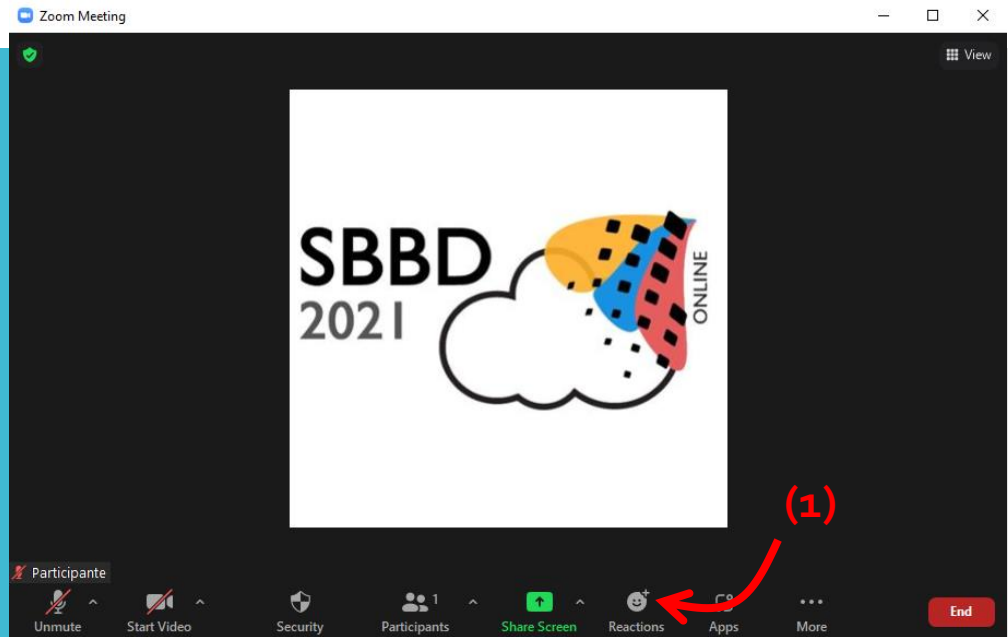 Zoom Meeting
View
SBBD
2021
ONLINE
(1)
Participante
1
Unmute
Start Video
Security
Participants
Share Screen
Reactions
Apps
More
End